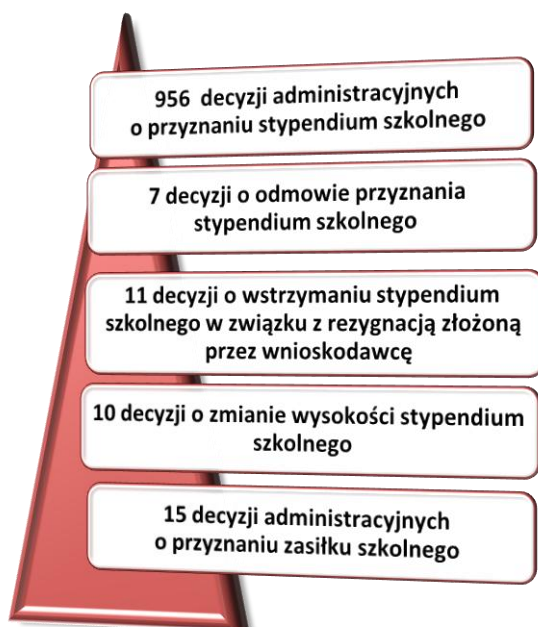 956 decyzji administracyjnych
o przyznaniu stypendium szkolnego
7 decyzji o odmowie przyznania
stypendium szkolnego
11 decyzji o wstrzymaniu stypendium
szkolnego w związku z rezygnacją złożoną
przez wnioskodawcę
10 decyzji o zmianie wysokości stypendium
szkolnego
15 decyzji administracyjnych
o przyznaniu zasiłku szkolnego